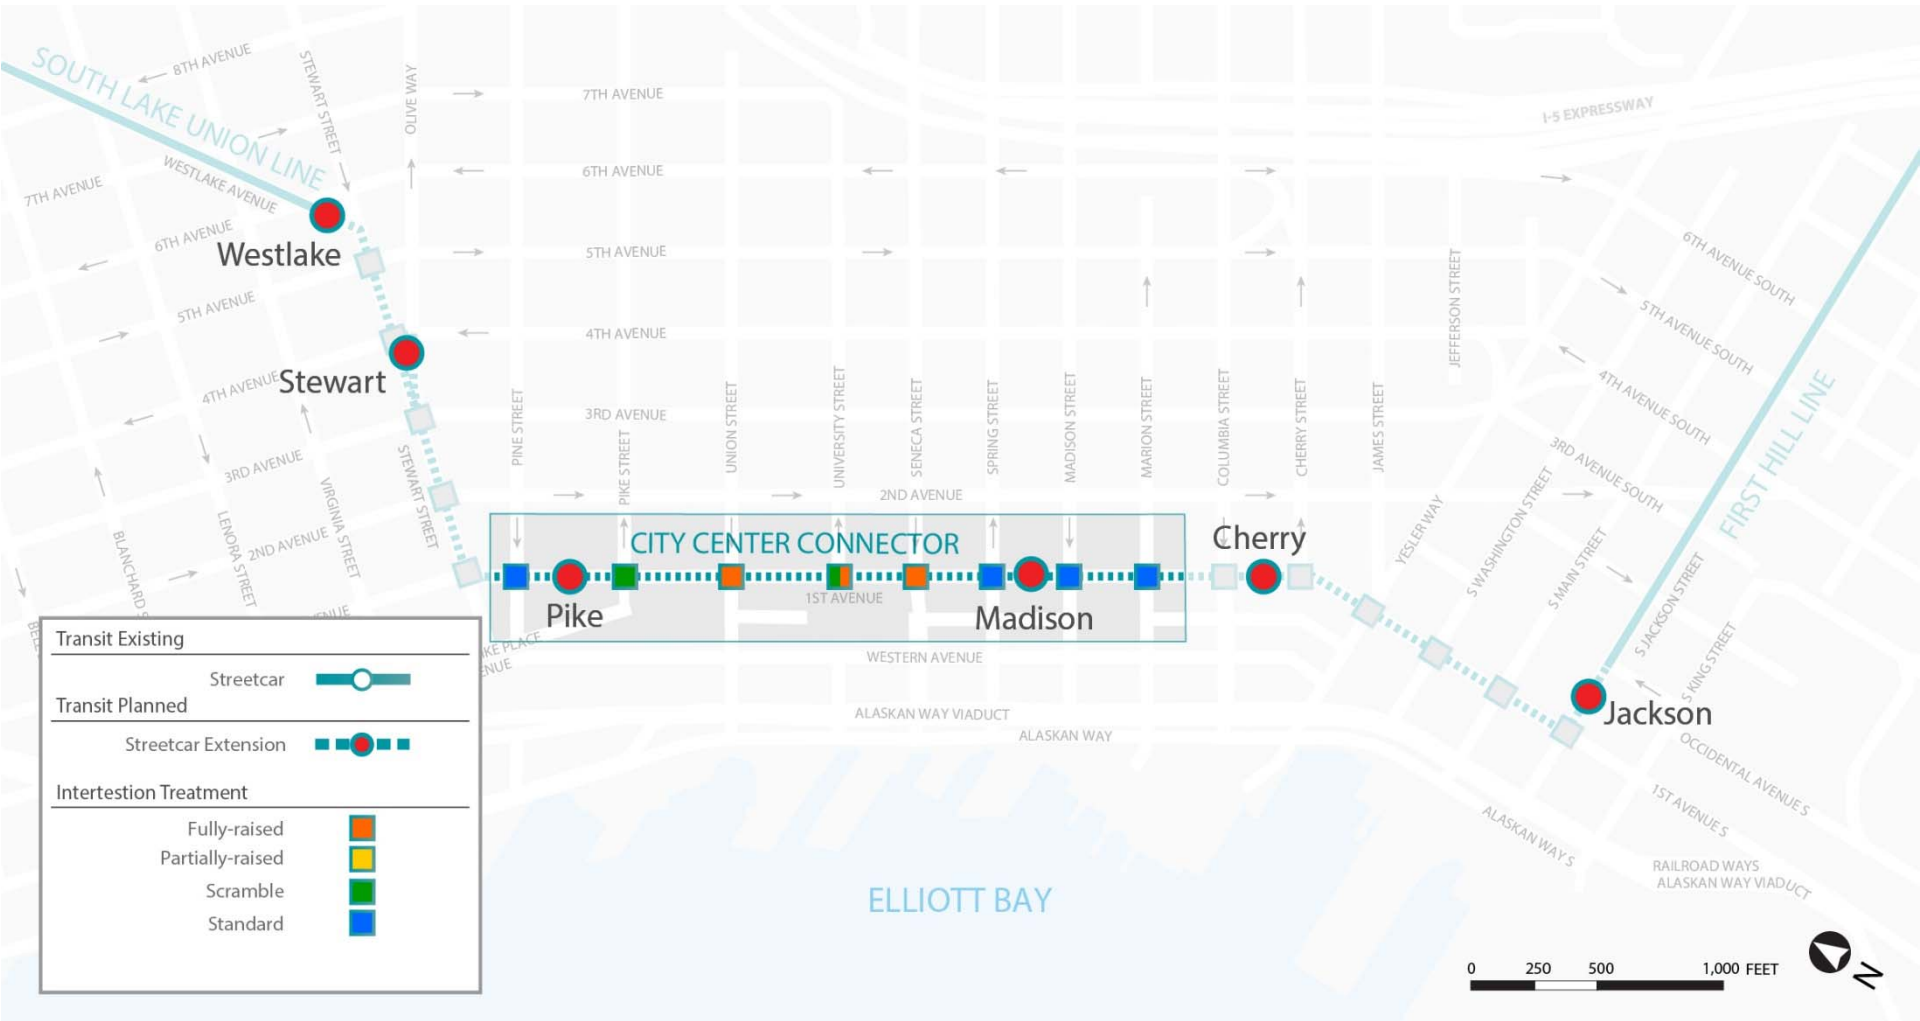 SOUTH LAKE UNION LINE
8TH AVENUE
STEWART STREET
OLIVE WAY
7TH AVENUE
I-5 EXPRESSWAY
WESTLAKE AVENUE
7TH AVENUE
6TH AVENUE
6TH AVENUE
Westlake
5TH AVENUE
6TH AVENUE SOUTH
5TH AVENUE
JEFFERSON STREET
5TH AVENUE SOUTH
4TH AVENUE
4TH AVENUE
Stewart
4TH AVENUE SOUTH
FIRST HILL LINE
3RD AVENUE
PINE STREET
PIKE STREET
UNION STREET
UNIVERSITY STREET
SENECA STREET
SPRING STREET
MADISON STREET
MARION STREET
COLUMBIA STREET
CHERRY STREET
JAMES STREET
3RD AVENUE
STEWART STREET
3RD AVENUE SOUTH
2ND AVENUE
VIRGINIA STREET
LENORA STREET
BLANCHARD S
2ND AVENUE
YESLER WAY
S WASHINGTON STREET
S MAIN STREET
S JACKSON STREET
S KING STREET
CITY CENTER CONNECTOR
Cherry
1ST AVENUE
Pike
Madison
ENUE
KE PLACE
ENUE
WESTERN AVENUE
ALASKAN WAY VIADUCT
ALASKAN WAY
Jackson
OCCIDENTAL AVENUE S
1ST AVENUE S
ALASKAN WAY S
RAILROAD WAYS
ALASKAN WAY VIADUCT
ELLIOTT BAY
Transit Existing
Streetcar
Transit Planned
Streetcar Extension
Intertestion Treatment
Fully-raised
Partially-raised
Scramble
Standard
0 250 500 1,000 FEET
N